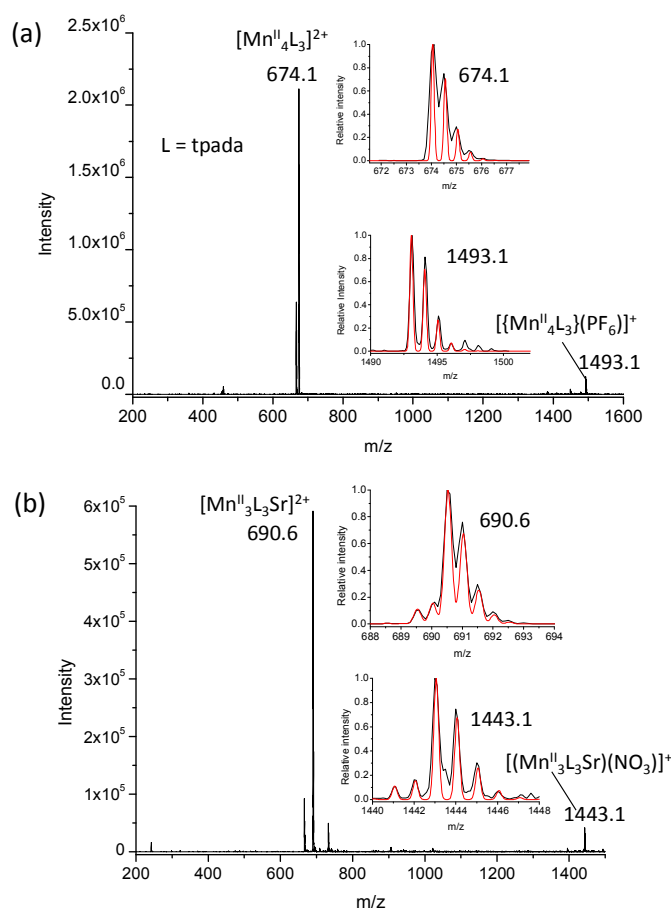 (a)
[Mn^II_4L_3]^2+
674.1
L = tpada
2.5x10^6
2.0x10^6
1.5x10^6
1.0x10^6
5.0x10^5
0.0
Intensity
200 400 600 800 1000 1200 1400 1600
m/z
674.1
1.0
0.8
0.6
0.4
0.2
0.0
Relative intensity
672 673 674 675 676 677
m/z
1493.1
1.0
0.8
0.6
0.4
0.2
0.0
Relative Intensity
1490 1495 1500
m/z
[{Mn^II_4L_3}(PF_6)]^+
1493.1
(b)
[Mn^II_3L_3Sr]^2+
690.6
6x10^5
5x10^5
4x10^5
3x10^5
2x10^5
1x10^5
0
Intensity
200 400 600 800 1000 1200 1400
m/z
690.6
1.0
0.8
0.6
0.4
0.2
0.0
Relative intensity
688 689 690 691 692 693 694
m/z
1443.1
1.0
0.8
0.6
0.4
0.2
0.0
Relative intensity
1440 1442 1444 1446 1448
m/z
[(Mn^II_3L_3Sr)(NO_3)]^+
1443.1